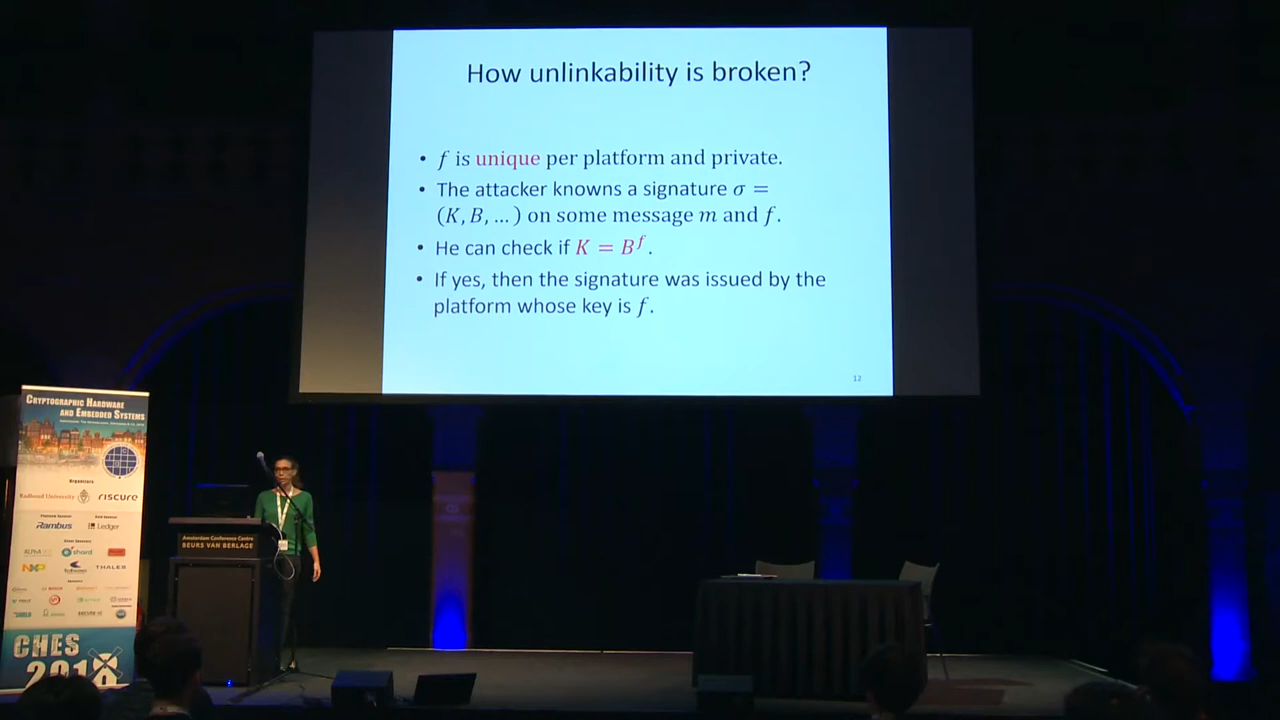 How unlinkability is broken?
• f is unique per platform and private.
• The attacker knowns a signature σ =
(K, B, … ) on some message m and f.
• He can check if K = B^f.
• If yes, then the signature was issued by the
platform whose key is f.
12
CRYPTOGRAPHIC HARDWARE
AND EMBEDDED SYSTEMS
Organizers
Radboud University
riscure
Rambus
Ledger
NXP
THALES
CHES
2018
Amsterdam Conference Centre
BEURS VAN BERLAGE